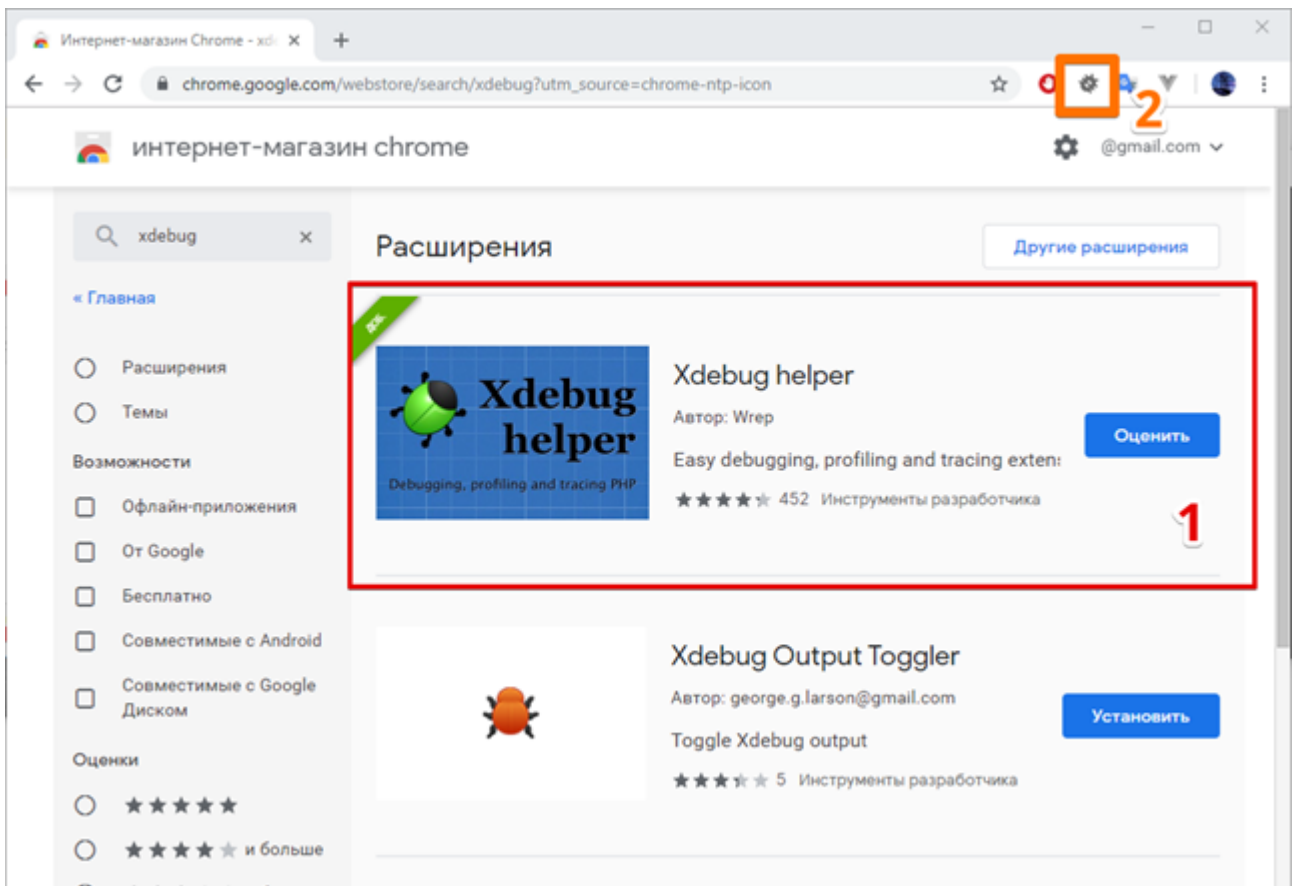 Интернет-магазин Chrome - xd
chrome.google.com/webstore/search/xdebug?utm_source=chrome-ntp-icon
2
интернет-магазин chrome
@gmail.com
xdebug
Расширения
Другие расширения
« Главная
Расширения
Темы
Возможности
Офлайн-приложения
От Google
Бесплатно
Совместимые с Android
Совместимые с Google
Диском
Оценки
и больше
ДОБ.
Xdebug
helper
Debugging, profiling and tracing PHP
Xdebug helper
Автор: Wrep
Easy debugging, profiling and tracing extens
452 Инструменты разработчика
Оценить
1
Xdebug Output Toggler
Автор: george.g.larson@gmail.com
Toggle Xdebug output
5 Инструменты разработчика
Установить